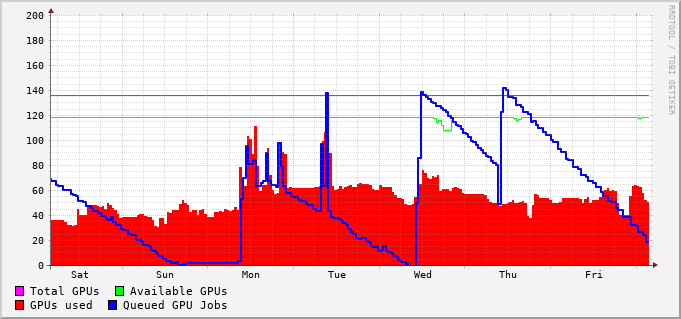 200
180
160
140
120
100
80
60
40
20
0
Sat Sun Mon Tue Wed Thu Fri
Total GPUs Available GPUs
GPUs used Queued GPU Jobs
RRDTOOL / TOBI OETIKER